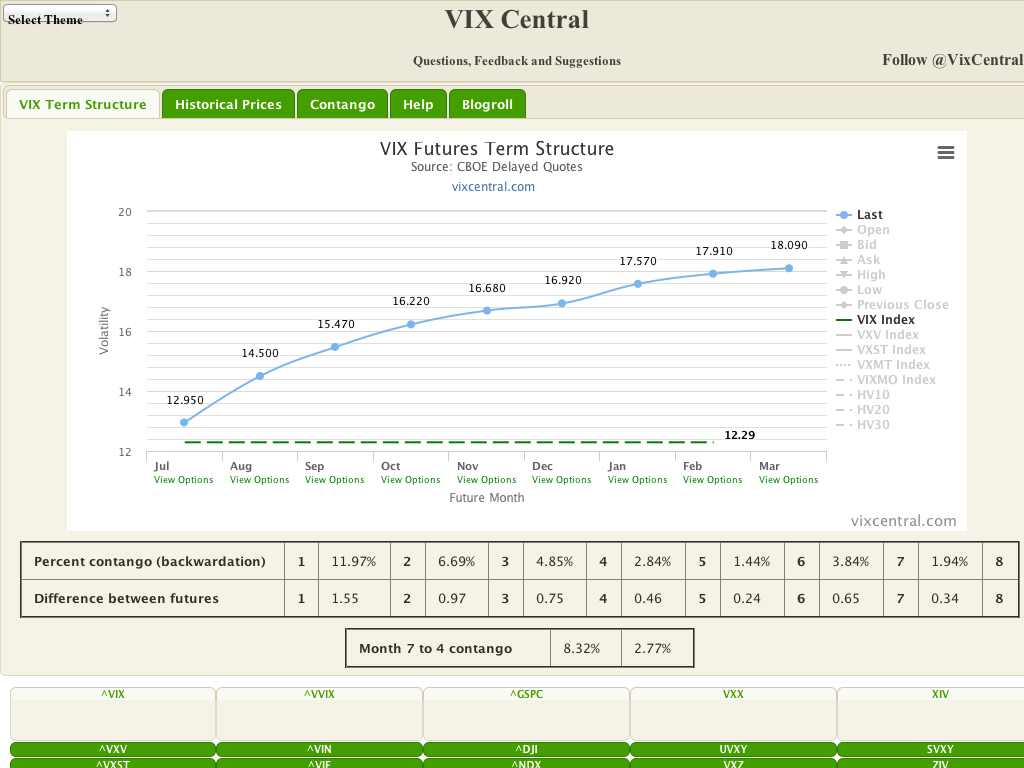 Select Theme
VIX Central
Questions, Feedback and Suggestions
Follow @VixCentral
VIX Term Structure Historical Prices Contango Help Blogroll
VIX Futures Term Structure
Source: CBOE Delayed Quotes
vixcentral.com
Volatility
20
18
16
14
12
12.950
14.500
15.470
16.220
16.680
16.920
17.570
17.910
18.090
12.29
Jul Aug Sep Oct Nov Dec Jan Feb Mar
View Options View Options View Options View Options View Options View Options View Options View Options View Options
Future Month
Last
Open
Bid
Ask
High
Low
Previous Close
VIX Index
VXV Index
VXST Index
VXMT Index
VIXMO Index
HV10
HV20
HV30
vixcentral.com
Percent contango (backwardation) 1 11.97% 2 6.69% 3 4.85% 4 2.84% 5 1.44% 6 3.84% 7 1.94% 8
Difference between futures 1 1.55 2 0.97 3 0.75 4 0.46 5 0.24 6 0.65 7 0.34 8
Month 7 to 4 contango 8.32% 2.77%
^VIX ^VVIX ^GSPC VXX XIV
^VXV ^VIN ^DJI UVXY SVXY
^VXST ^VIF ^NDX VXZ ZIV